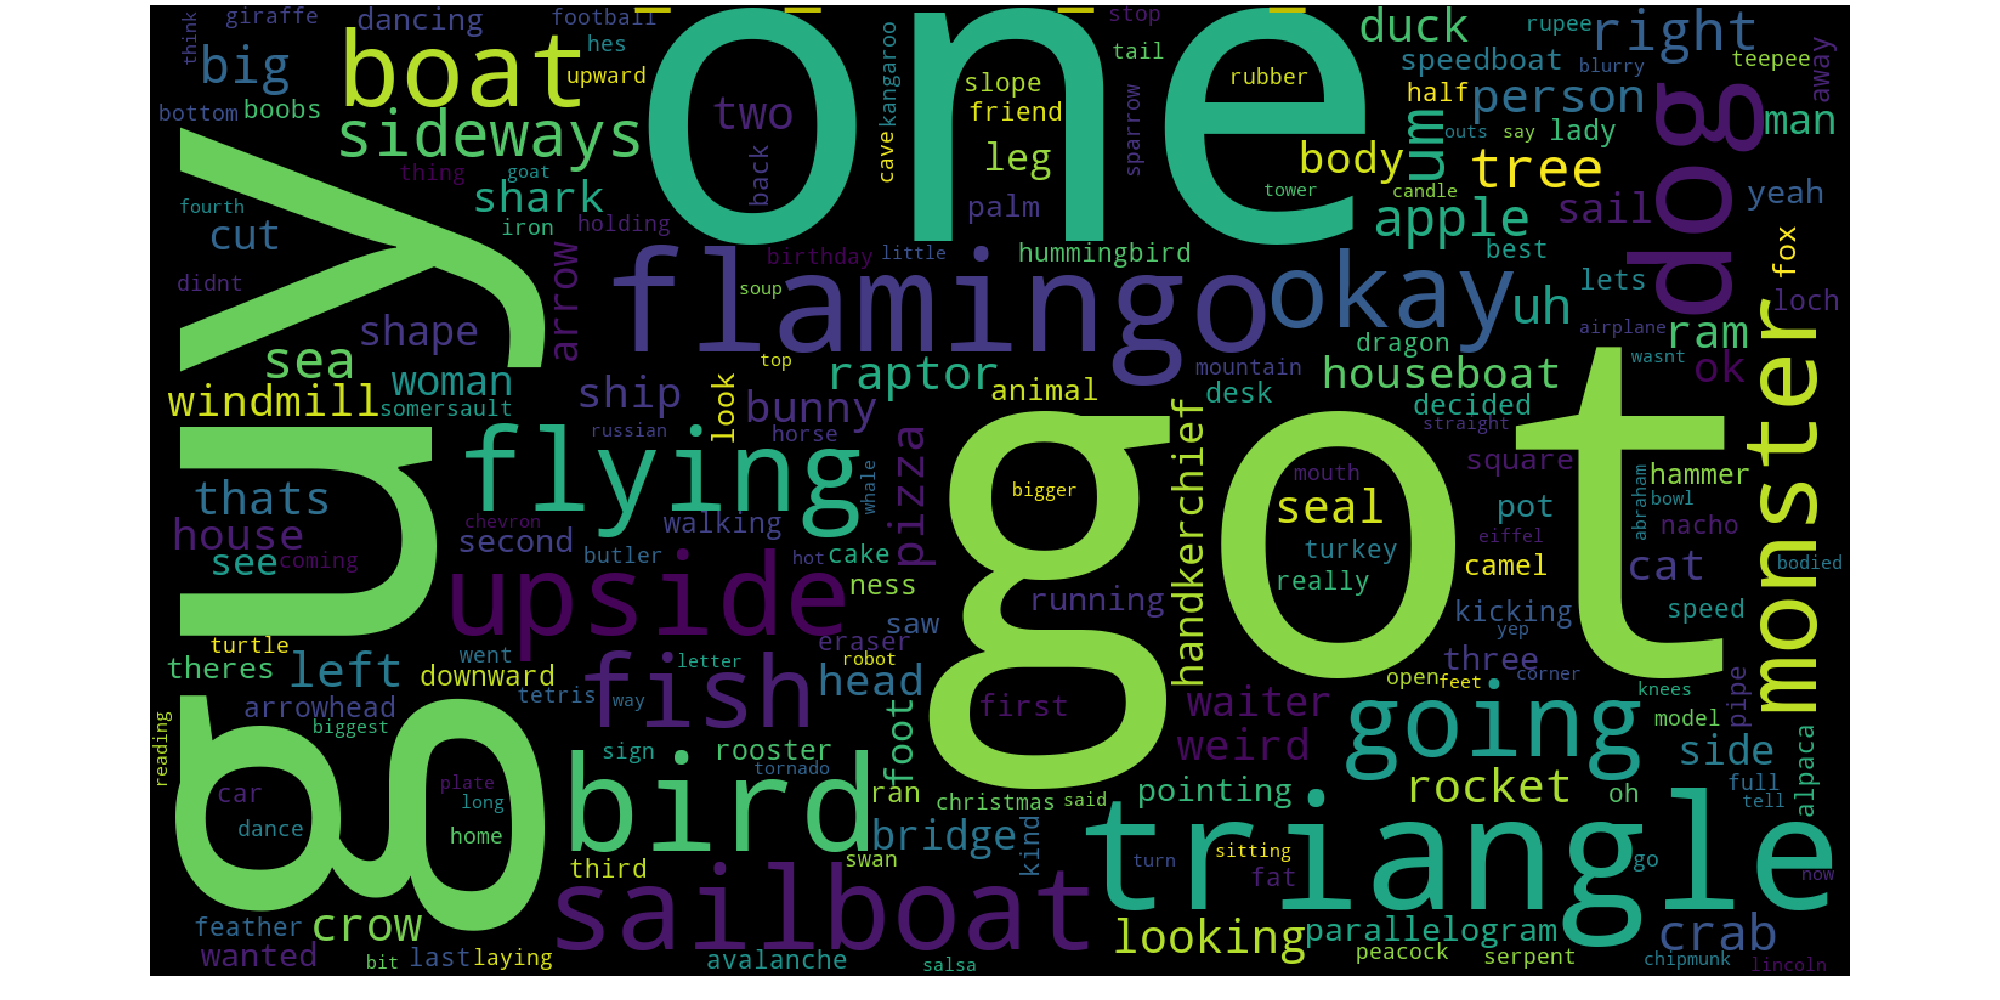 think
giraffe
dancing
football
one
stop
duck
rupee
right
big
boat
hes
upward
kangaroo
tail
rubber
speedboat
blurry
teepee
away
bottom
boobs
sideways
two
slope
friend
half
person
dog
man
thing
goat
back
cave
leg
sparrow
body
um
outs
say
lady
tree
fourth
shark
iron
holding
palm
tower
candle
apple
sail
yeah
cut
guy
arrow
birthday
little
hummingbird
best
fox
didnt
flamingo
soup
okay
uh
lets
loch
shape
sea
top
raptor
mountain
dragon
airplane
ram
wasnt
ok
windmill
woman
somersault
ship
look
bunny
animal
desk
houseboat
decided
monster
russian
horse
straight
flying
whale
pizza
got
handkerchief
mouth
square
hammer
thats
bigger
seal
pot
abraham
bowl
house
chevron
second
walking
turkey
eiffel
nacho
see
coming
butler
hot
cake
really
camel
cat
bodied
upside
ness
running
kicking
speed
saw
yep
turtle
theres
left
went
downward
fish
letter
eraser
robot
head
three
open
feet
corner
knees
arrowhead
tetris
way
first
waiter
going
model
pipe
biggest
reading
sign
rooster
foot
weird
side
tornado
car
plate
long
bird
ran
christmas
said
pointing
rocket
oh
full
tell
alpaca
dance
home
bridge
kind
triangle
third
swan
turn
sitting
fat
go
now
feather
crow
sailboat
looking
parallelogram
crab
wanted
bit
last
laying
avalanche
salsa
peacock
serpent
chipmunk
lincoln